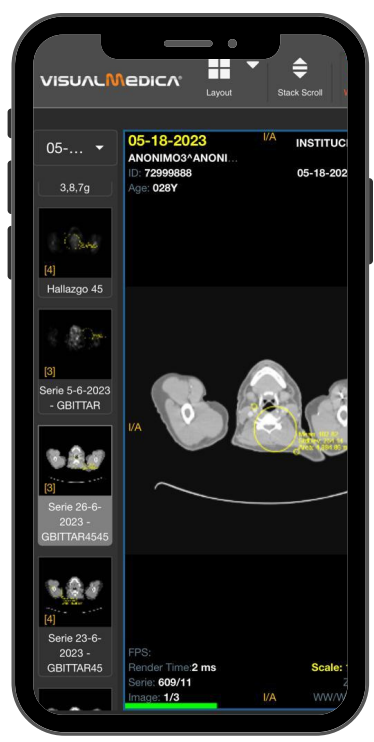 VISUALMEDICA
Layout
Stack Scroll
05-...
3,8,7g
[4]
Hallazgo 45
[3]
Serie 5-6-2023
- GBITTAR
[3]
Serie 26-6-
2023 -
GBITTAR4545
[4]
Serie 23-6-
2023 -
GBITTAR45
05-18-2023
I/A
INSTITUCI
ANONIMO3^ANONI...
ID: 72999888
05-18-202
Age: 028Y
I/A
FPS:
Render Time:2 ms
Scale:
Serie: 609/11
Z
Image: 1/3
I/A
WW/W